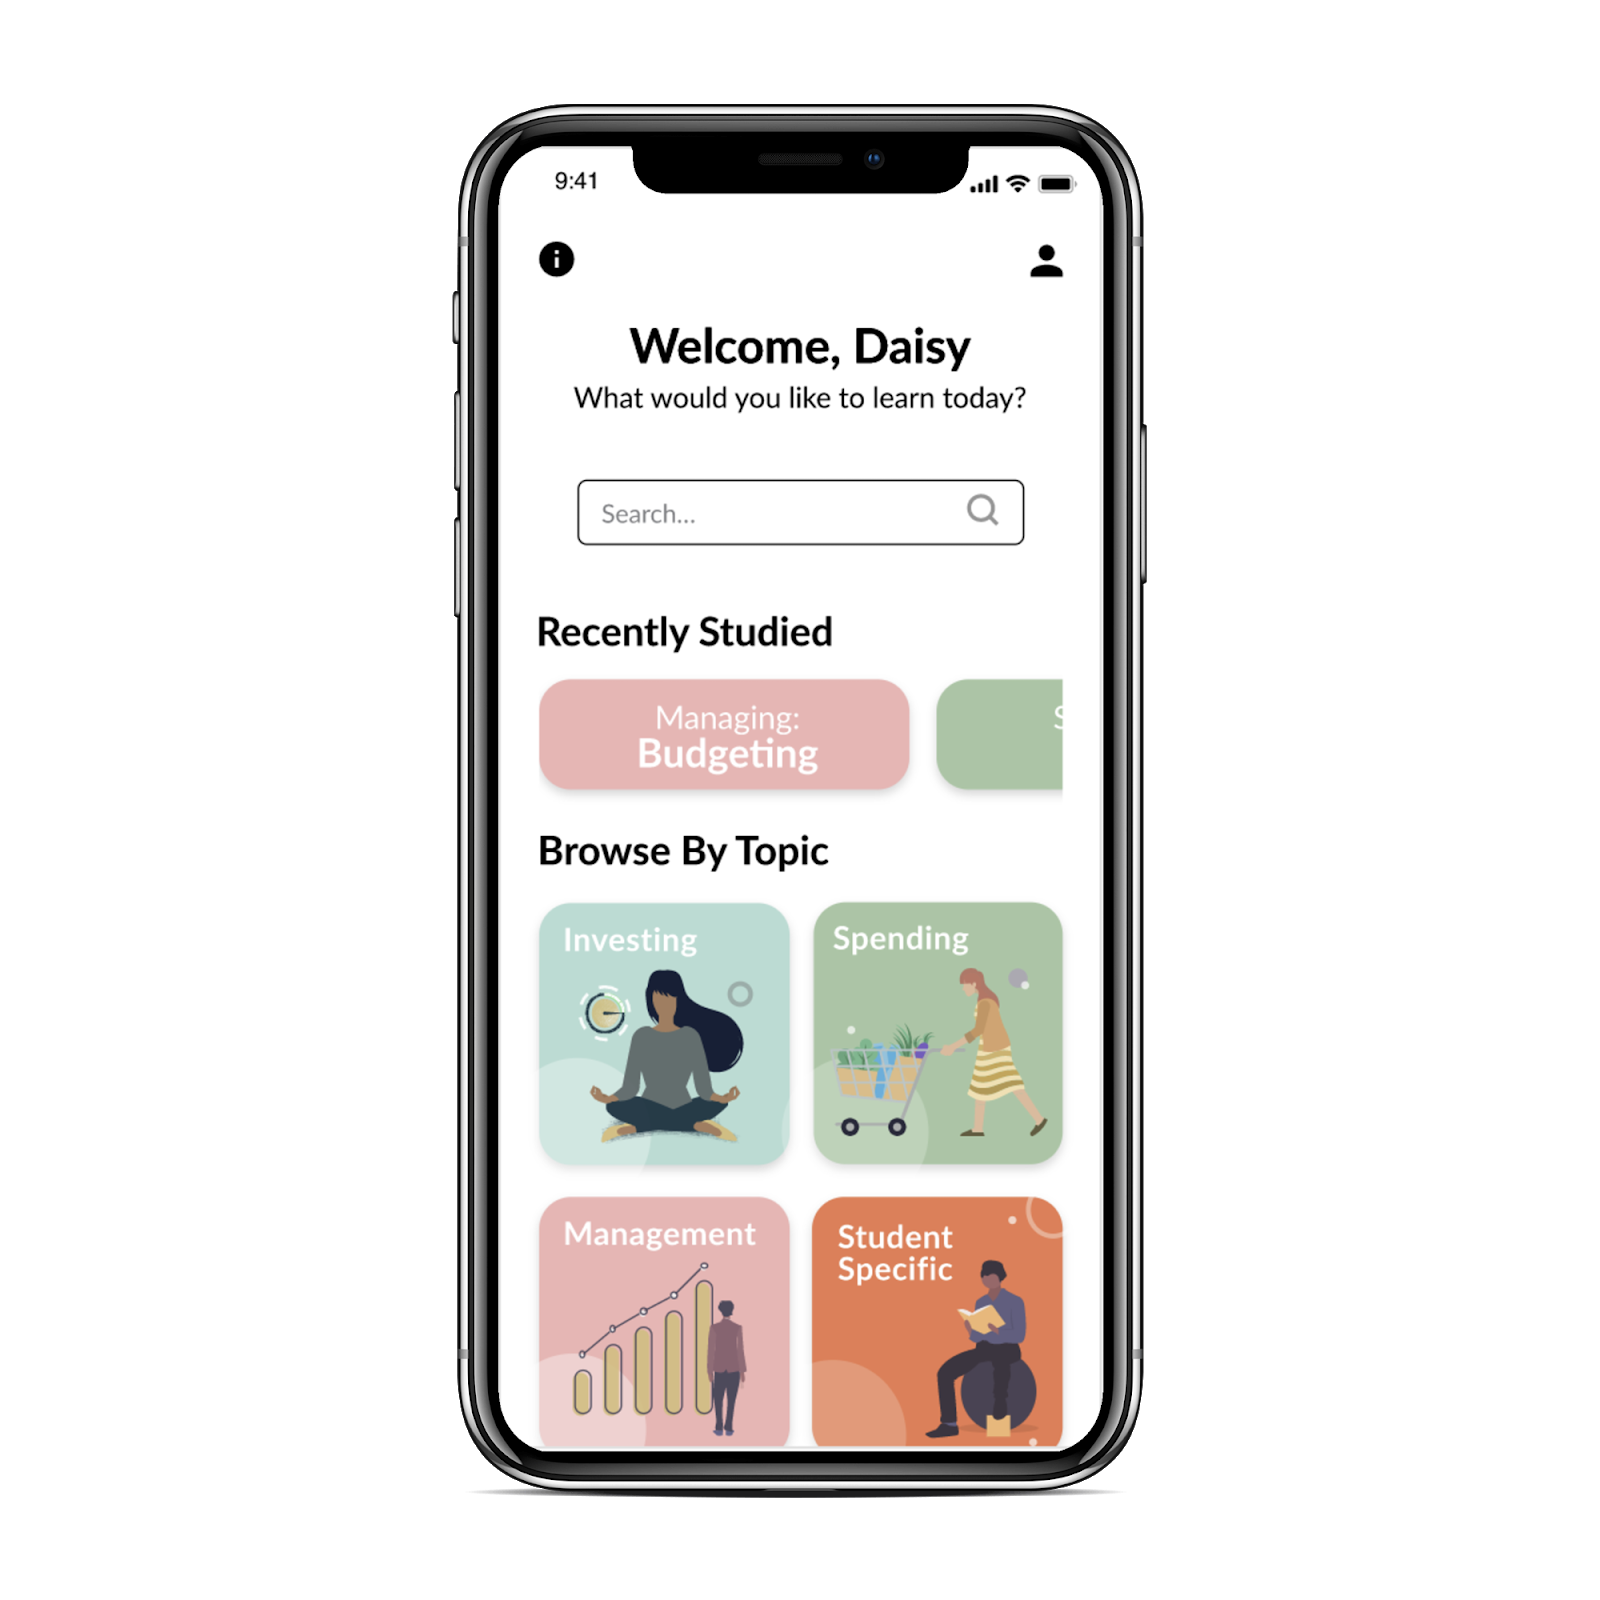 9:41
Welcome, Daisy
What would you like to learn today?
Search...
Recently Studied
Managing:
Budgeting
Browse By Topic
Investing
Spending
Management
Student
Specific